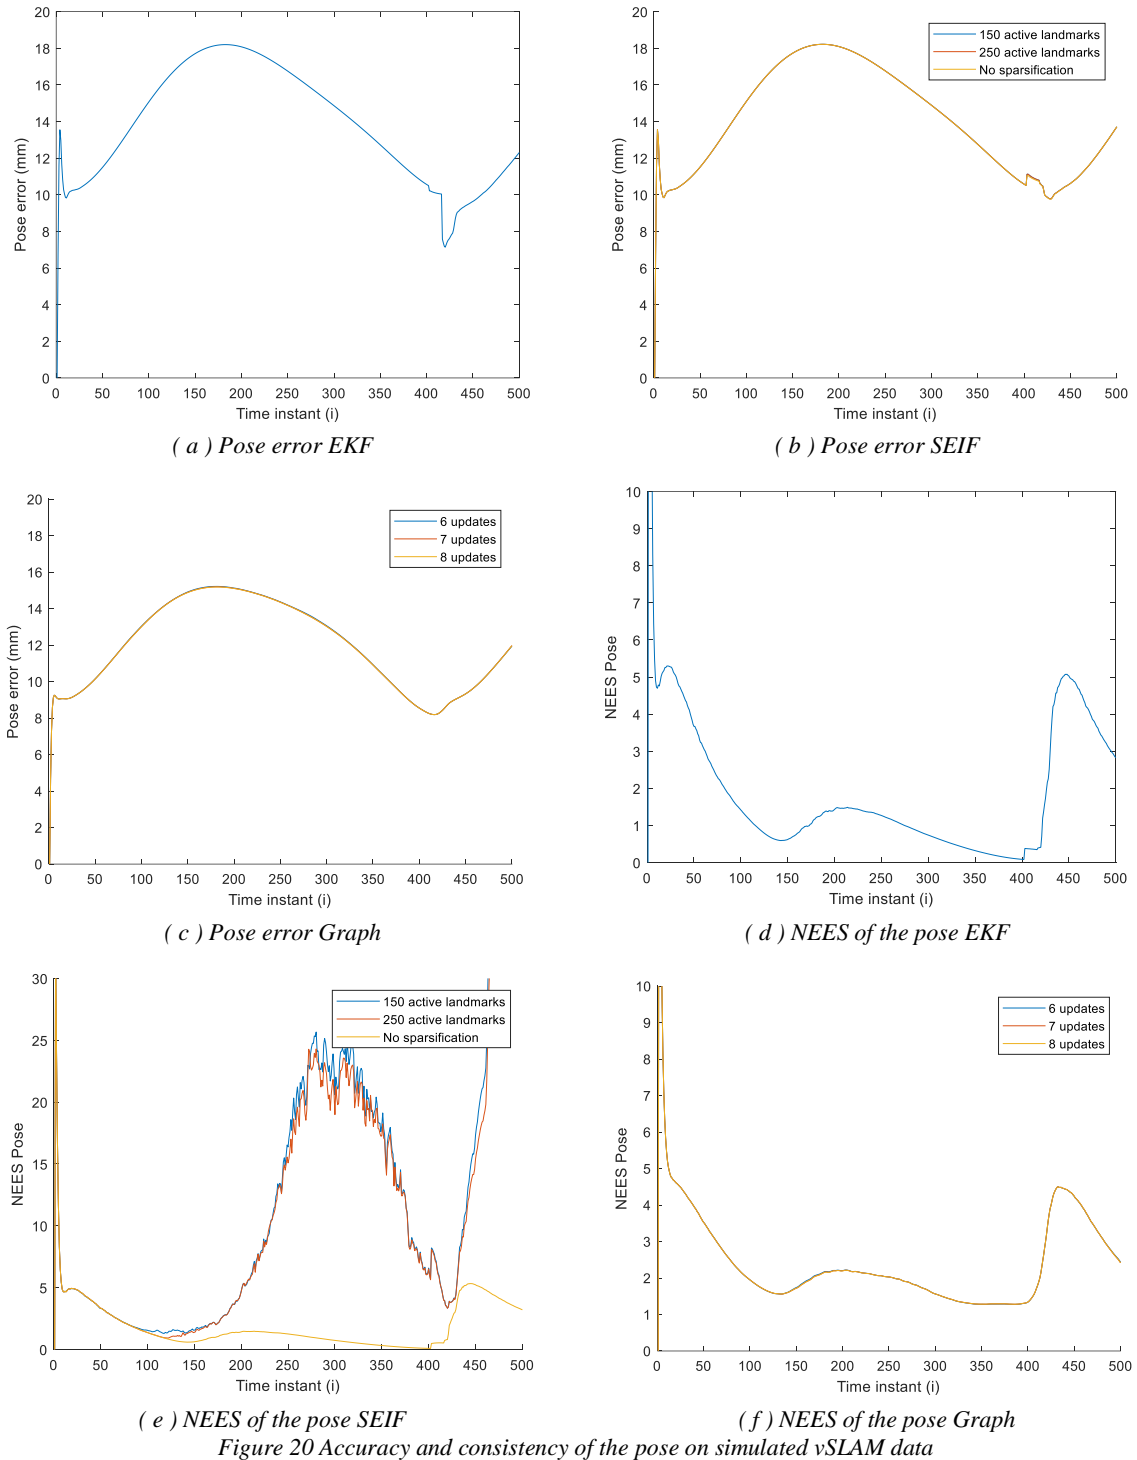 20
18
16
14
12
10
8
6
4
2
0
0 50 100 150 200 250 300 350 400 450 500
Pose error (mm)
Time instant (i)
( a ) Pose error EKF
20
18
16
14
12
10
8
6
4
2
0
0 50 100 150 200 250 300 350 400 450 500
Pose error (mm)
Time instant (i)
150 active landmarks
250 active landmarks
No sparsification
( b ) Pose error SEIF
20
18
16
14
12
10
8
6
4
2
0
0 50 100 150 200 250 300 350 400 450 500
Pose error (mm)
Time instant (i)
6 updates
7 updates
8 updates
( c ) Pose error Graph
10
9
8
7
6
5
4
3
2
1
0
0 50 100 150 200 250 300 350 400 450 500
NEES Pose
Time instant (i)
( d ) NEES of the pose EKF
30
25
20
15
10
5
0
0 50 100 150 200 250 300 350 400 450 500
NEES Pose
Time instant (i)
150 active landmarks
250 active landmarks
No sparsification
( e ) NEES of the pose SEIF
10
9
8
7
6
5
4
3
2
1
0
0 50 100 150 200 250 300 350 400 450 500
NEES Pose
Time instant (i)
6 updates
7 updates
8 updates
( f ) NEES of the pose Graph
Figure 20 Accuracy and consistency of the pose on simulated vSLAM data